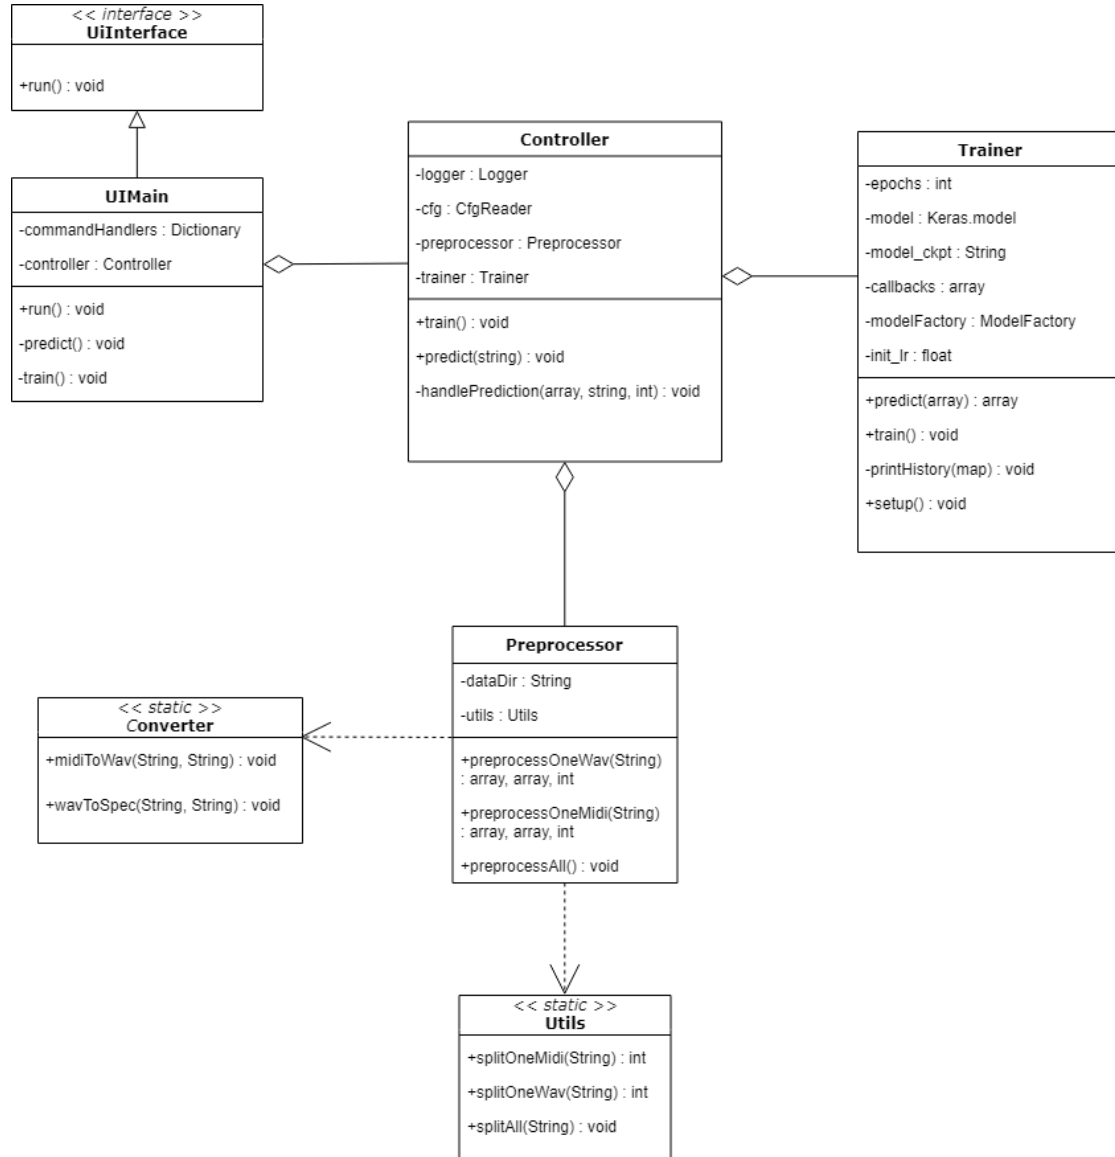 << interface >>
UiInterface
+run() : void
UIMain
-commandHandlers : Dictionary
-controller : Controller
+run() : void
-predict() : void
-train() : void
Controller
-logger : Logger
-cfg : CfgReader
-preprocessor : Preprocessor
-trainer : Trainer
+train() : void
+predict(string) : void
-handlePrediction(array, string, int) : void
Trainer
-epochs : int
-model : Keras.model
-model_ckpt : String
-callbacks : array
-modelFactory : ModelFactory
-init_lr : float
+predict(array) : array
+train() : void
-printHistory(map) : void
+setup() : void
Preprocessor
-dataDir : String
-utils : Utils
+preprocessOneWav(String)
: array, array, int
+preprocessOneMidi(String)
: array, array, int
+preprocessAll() : void
<< static >>
Converter
+midiToWav(String, String) : void
+wavToSpec(String, String) : void
<< static >>
Utils
+splitOneMidi(String) : int
+splitOneWav(String) : int
+splitAll(String) : void